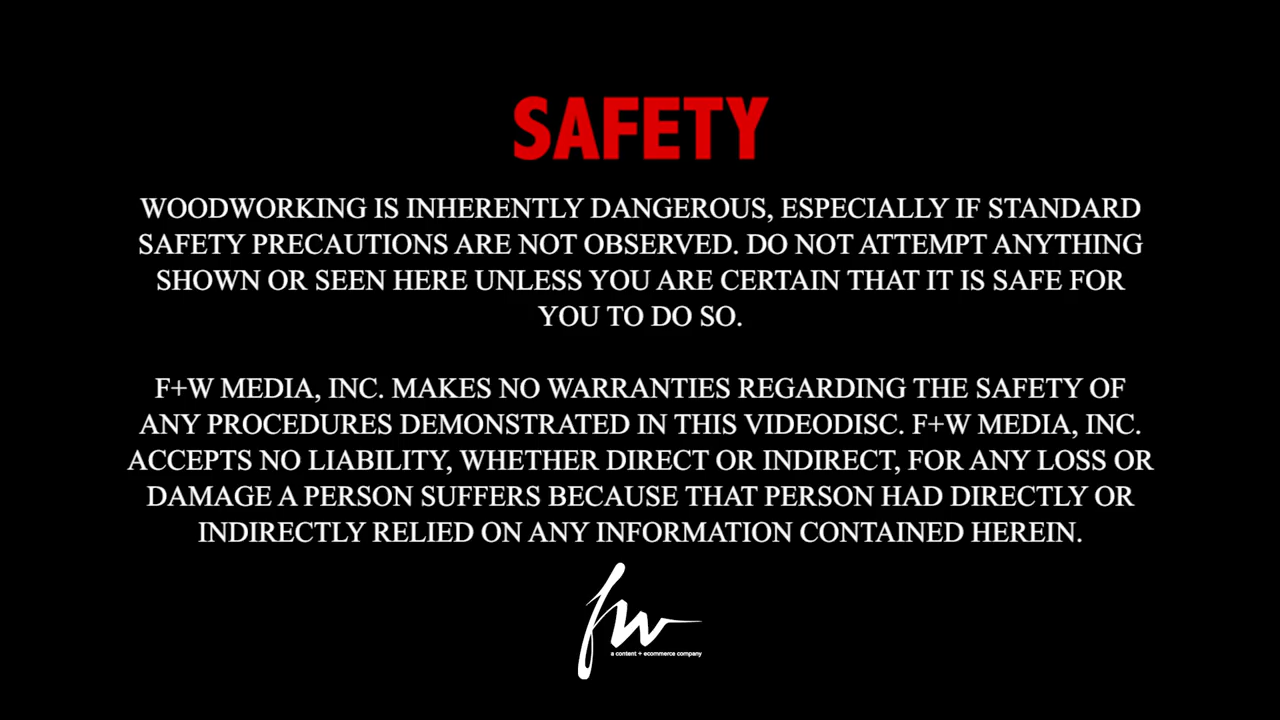 SAFETY
WOODWORKING IS INHERENTLY DANGEROUS, ESPECIALLY IF STANDARD
SAFETY PRECAUTIONS ARE NOT OBSERVED. DO NOT ATTEMPT ANYTHING
SHOWN OR SEEN HERE UNLESS YOU ARE CERTAIN THAT IT IS SAFE FOR
YOU TO DO SO.
F+W MEDIA, INC. MAKES NO WARRANTIES REGARDING THE SAFETY OF
ANY PROCEDURES DEMONSTRATED IN THIS VIDEODISC. F+W MEDIA, INC.
ACCEPTS NO LIABILITY, WHETHER DIRECT OR INDIRECT, FOR ANY LOSS OR
DAMAGE A PERSON SUFFERS BECAUSE THAT PERSON HAD DIRECTLY OR
INDIRECTLY RELIED ON ANY INFORMATION CONTAINED HEREIN.
fw
a content + ecommerce company